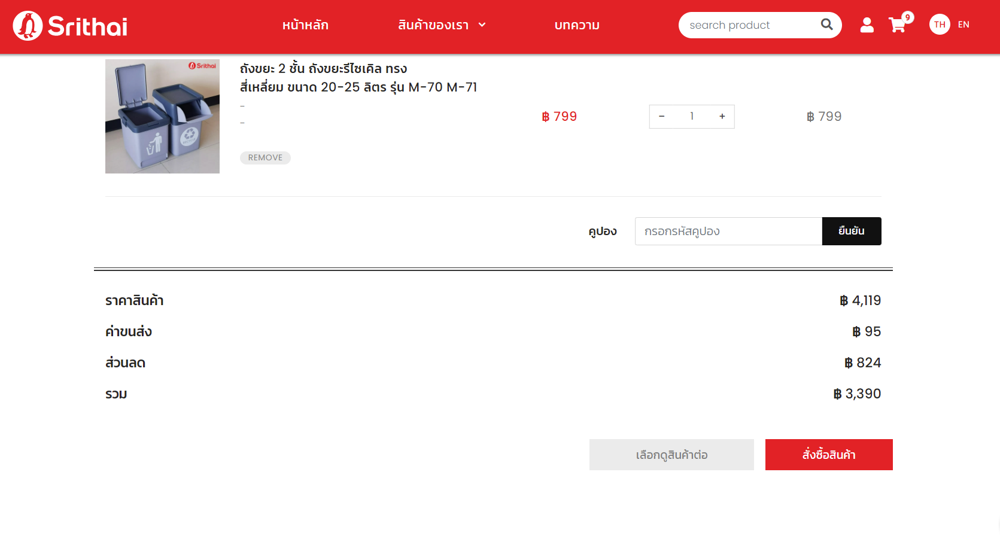 Srithai
หน้าหลัก
สินค้าของเรา
บทความ
search product
9
TH
EN
Srithai
ถังขยะ 2 ชั้น ถังขยะรีไซเคิล ทรง
สี่เหลี่ยม ขนาด 20-25 ลิตร รุ่น M-70 M-71
-
-
REMOVE
฿ 799
- 1 +
฿ 799
คูปอง
กรอกรหัสคูปอง
ยืนยัน
ราคาสินค้า ฿ 4,119
ค่าขนส่ง ฿ 95
ส่วนลด ฿ 824
รวม ฿ 3,390
เลือกดูสินค้าต่อ
สั่งซื้อสินค้า